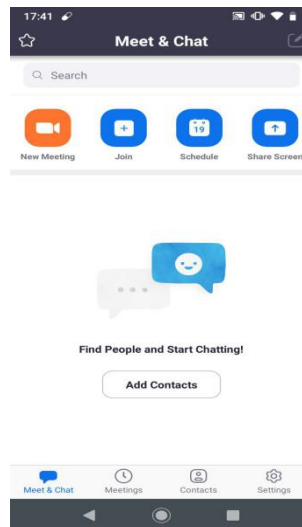 17:41
Meet & Chat
Search
19
New Meeting Join Schedule Share Screen
Find People and Start Chatting!
Add Contacts
Meet & Chat Meetings Contacts Settings